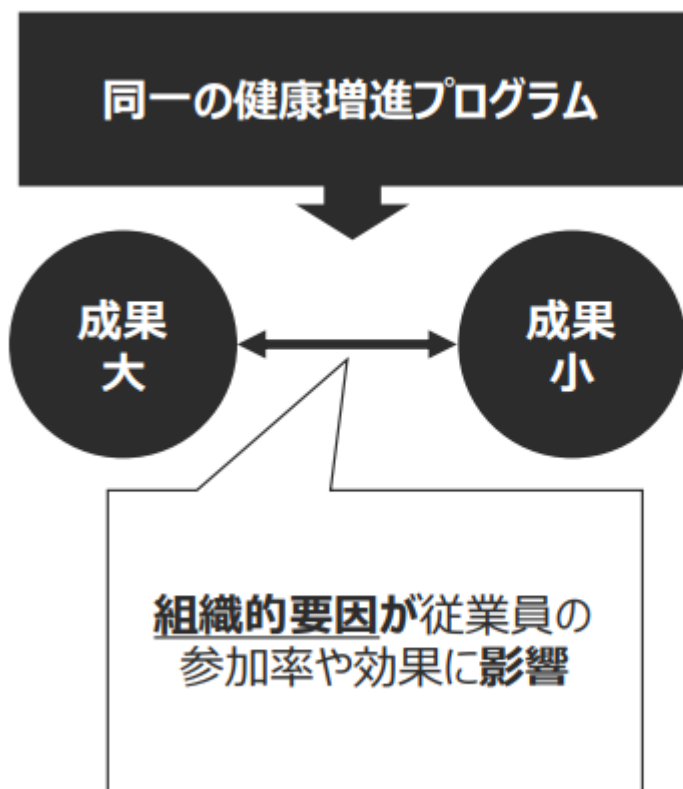 同一の健康増進プログラム
成果
大
成果
小
組織的要因が従業員の
参加率や効果に影響